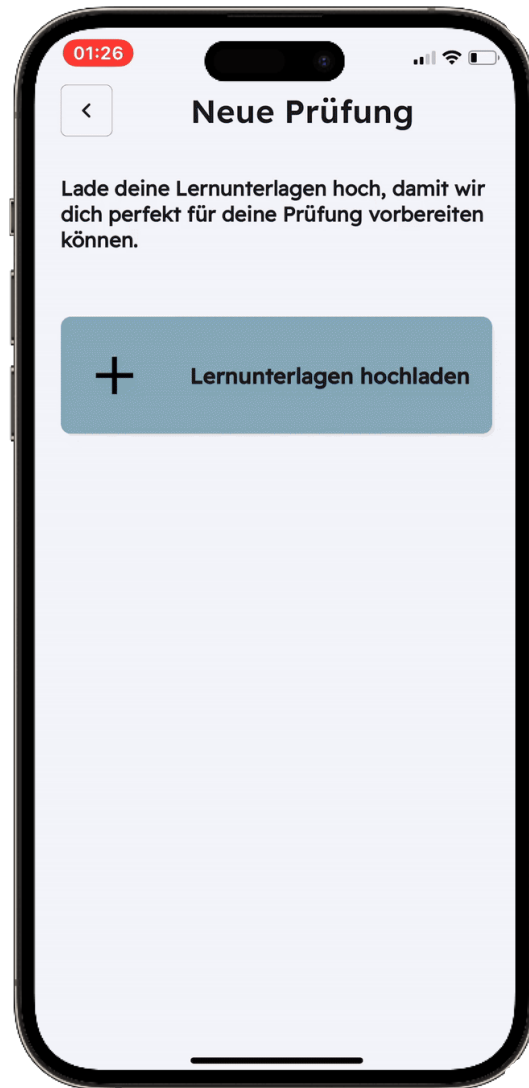 01:26
Neue Prüfung
Lade deine Lernunterlagen hoch, damit wir
dich perfekt für deine Prüfung vorbereiten
können.
Lernunterlagen hochladen